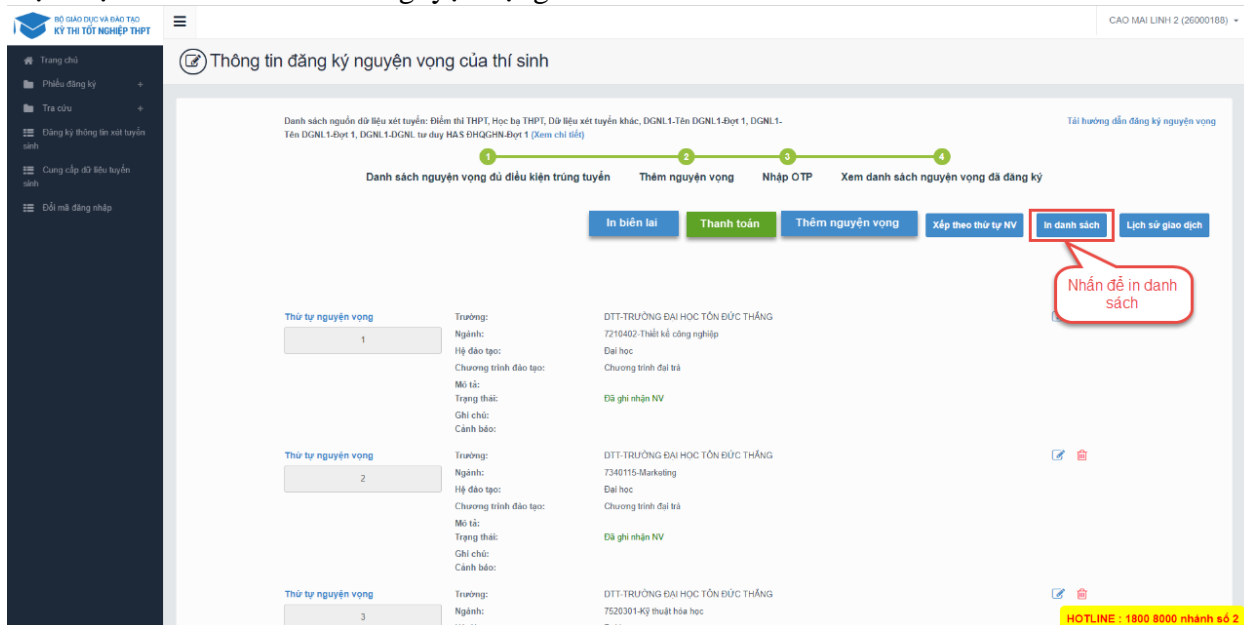 BỘ GIÁO DỤC VÀ ĐÀO TẠO
KỲ THI TỐT NGHIỆP THPT
CAO MAI LINH 2 (26000188)
Trang chủ
Phiếu đăng ký +
Tra cứu +
Đăng ký thông tin xét tuyển
sinh
Cung cấp dữ liệu tuyển
sinh
Đổi mã đăng nhập
Thông tin đăng ký nguyện vọng của thí sinh
Danh sách nguồn dữ liệu xét tuyển: Điểm thi THPT, Học bạ THPT, Dữ liệu xét tuyển khác, DGNL1-Tên DGNL1-Đợt 1, DGNL1-
Tên DGNL1-Đợt 1, DGNL1-DGNL tư duy HAS ĐHQGHN-Đợt 1 (Xem chi tiết)
Tải hướng dẫn đăng ký nguyện vọng
1 2 3 4
Danh sách nguyện vọng đủ điều kiện trúng tuyển Thêm nguyện vọng Nhập OTP Xem danh sách nguyện vọng đã đăng ký
In biên lai Thanh toán Thêm nguyện vọng Xếp theo thứ tự NV In danh sách Lịch sử giao dịch
Nhấn để in danh
sách
Thứ tự nguyện vọng
1
Trường: DTT-TRƯỜNG ĐẠI HỌC TÔN ĐỨC THẮNG
Ngành: 7210402-Thiết kế công nghiệp
Hệ đào tạo: Đại học
Chương trình đào tạo: Chương trình đại trà
Mô tả:
Trạng thái: Đã ghi nhận NV
Ghi chú:
Cảnh báo:
Thứ tự nguyện vọng
2
Trường: DTT-TRƯỜNG ĐẠI HỌC TÔN ĐỨC THẮNG
Ngành: 7340115-Marketing
Hệ đào tạo: Đại học
Chương trình đào tạo: Chương trình đại trà
Mô tả:
Trạng thái: Đã ghi nhận NV
Ghi chú:
Cảnh báo:
Thứ tự nguyện vọng
3
Trường: DTT-TRƯỜNG ĐẠI HỌC TÔN ĐỨC THẮNG
Ngành: 7520301-Kỹ thuật hóa học
HOTLINE : 1800 8000 nhánh số 2